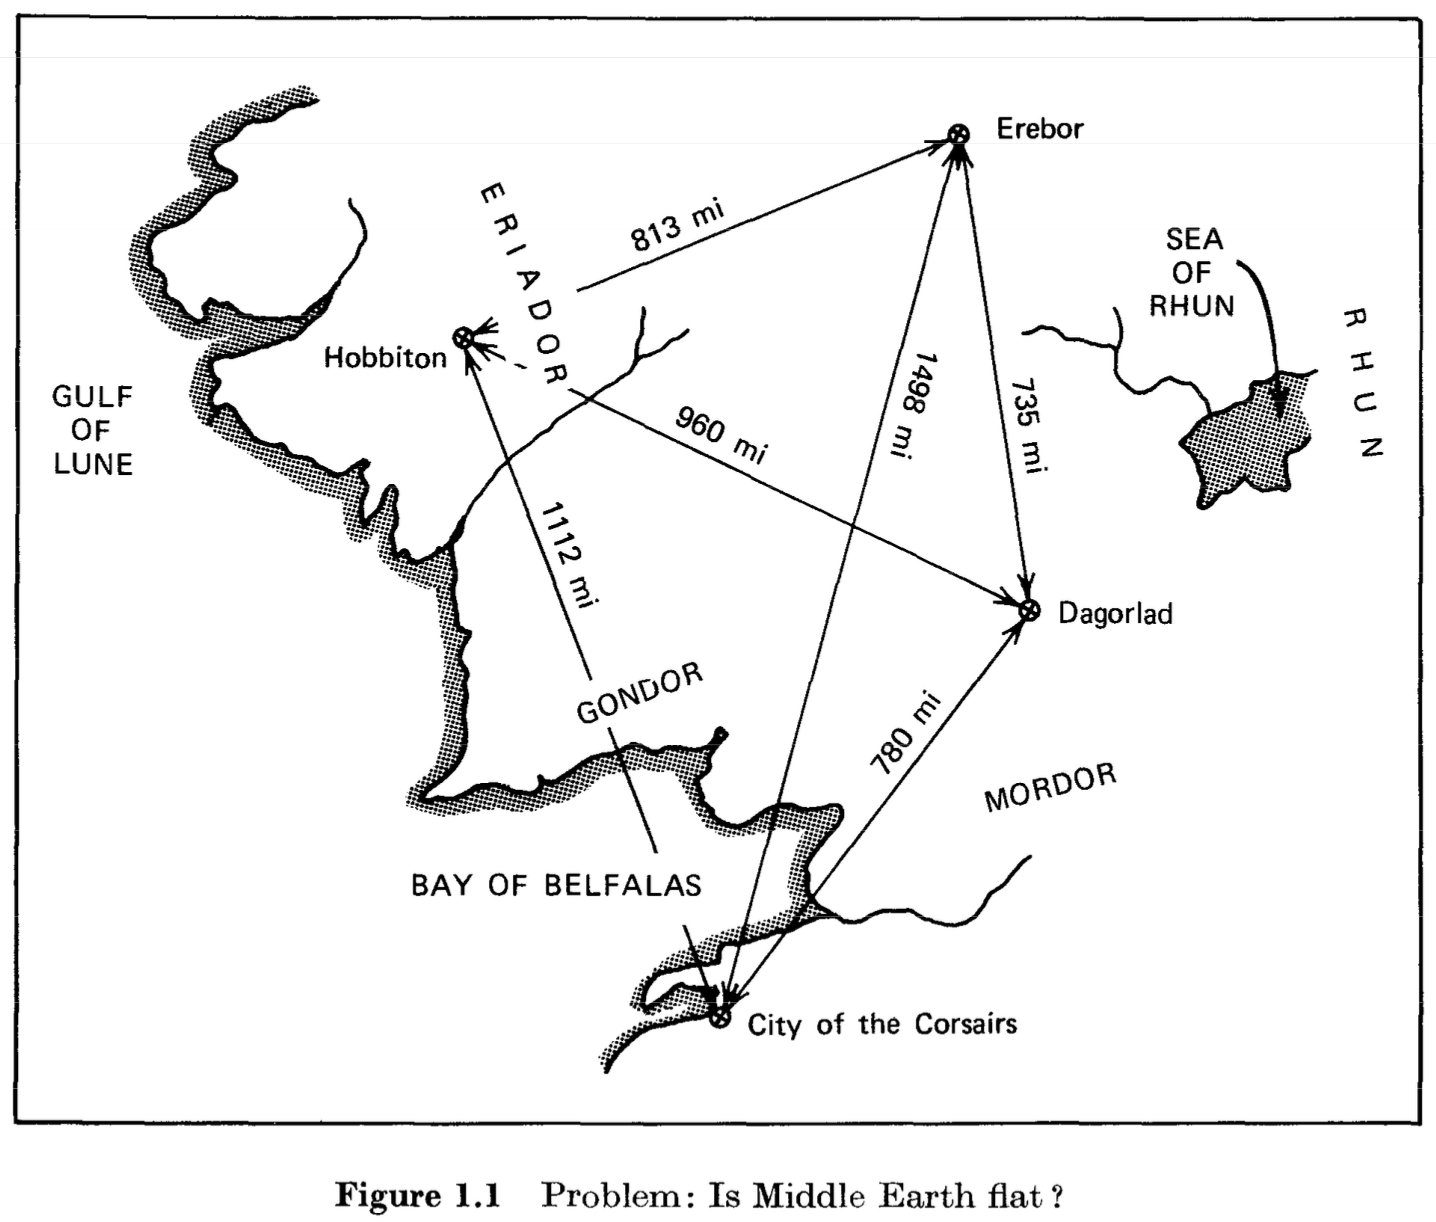 Erebor
ERIADOR
813 mi
SEA
OF
RHUN
RHUN
Hobbiton
1498 mi
735 mi
GULF
OF
LUNE
960 mi
1112 mi
Dagorlad
GONDOR
780 mi
MORDOR
BAY OF BELFALAS
City of the Corsairs
Figure 1.1 Problem: Is Middle Earth flat?